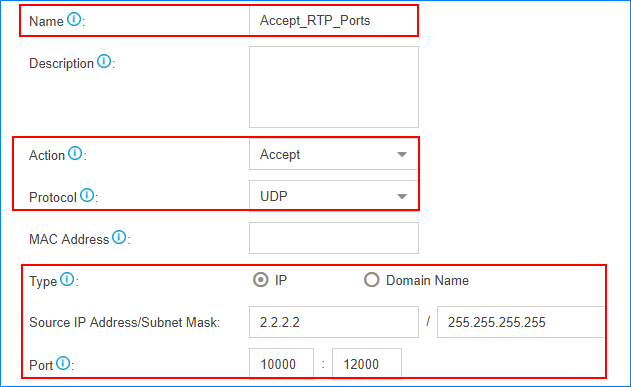 Name i: Accept_RTP_Ports
Description i:
Action i: Accept
Protocol i: UDP
MAC Address i:
Type i: IP Domain Name
Source IP Address/Subnet Mask: 2.2.2.2 / 255.255.255.255
Port i: 10000 : 12000